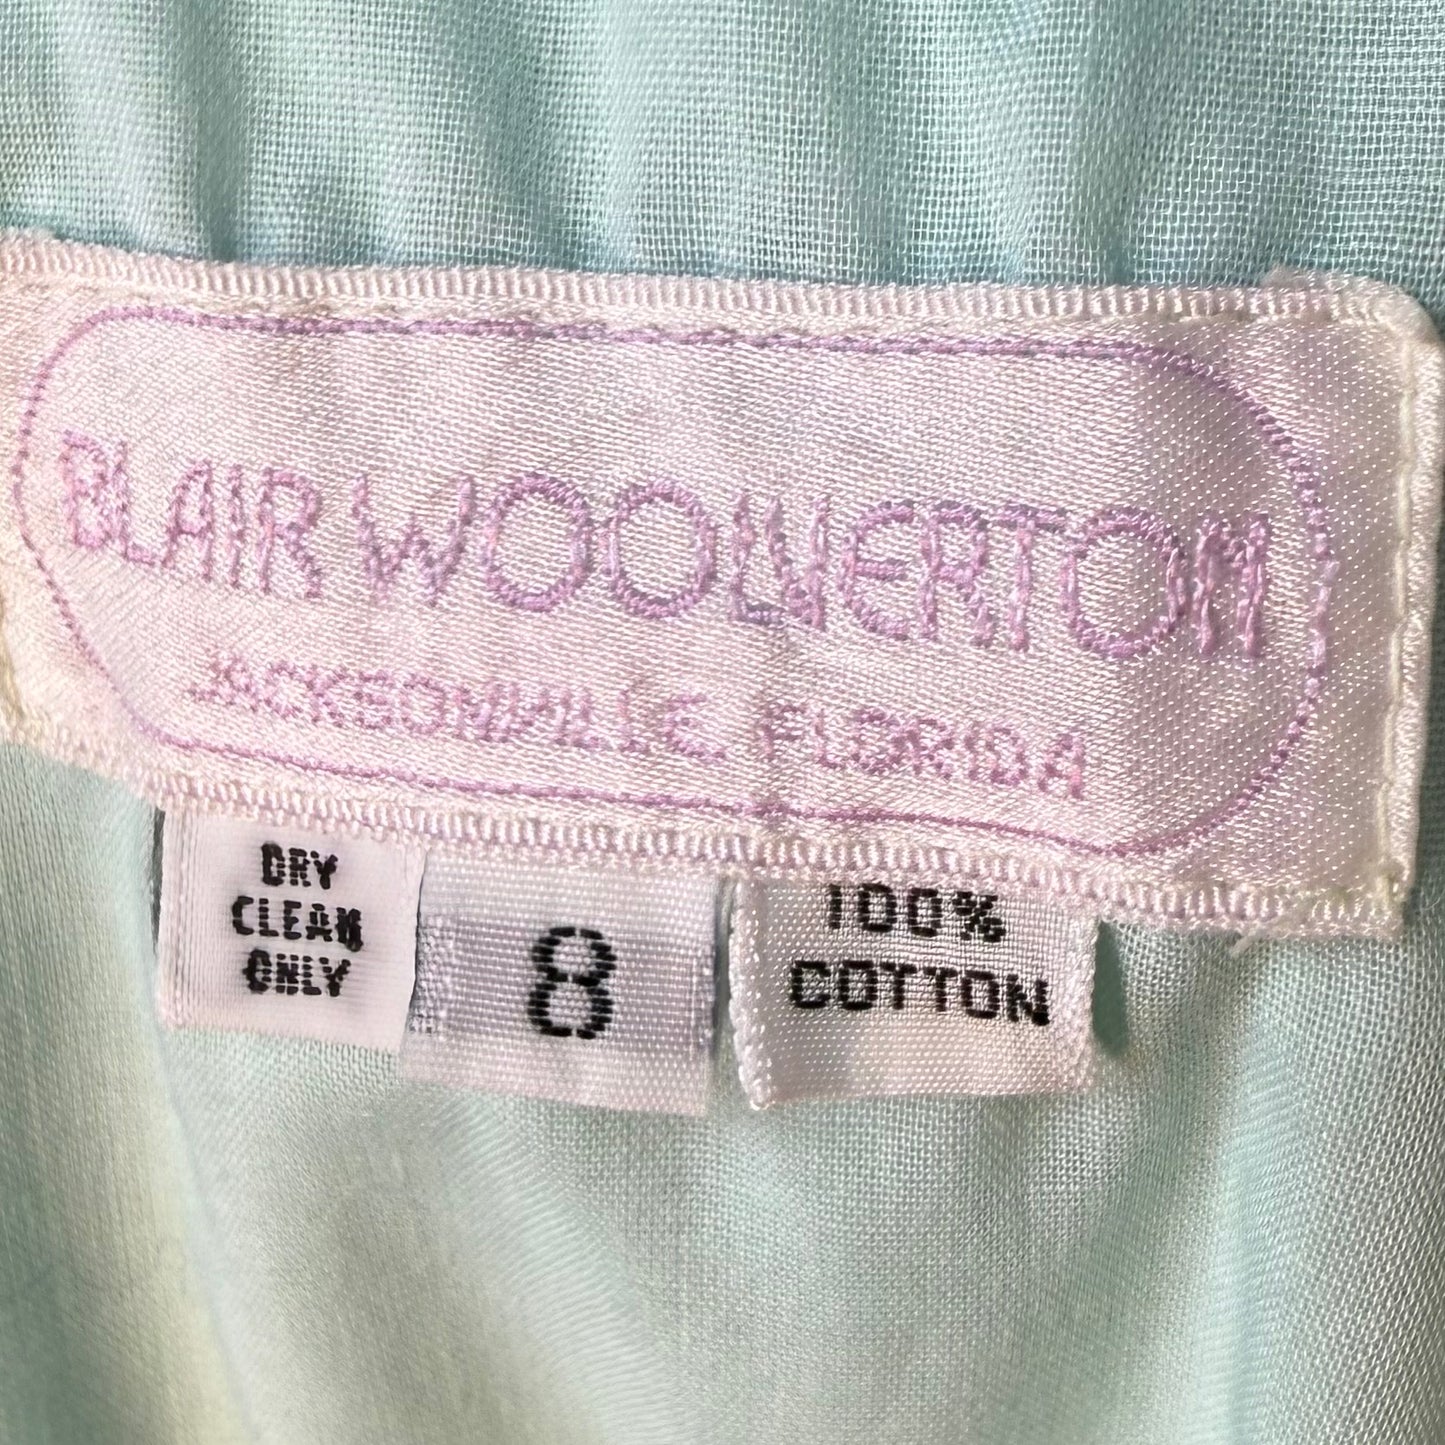 BLAIR WOOLVERTON
JACKSONVILLE, FLORIDA
DRY
CLEAN
ONLY
8
100%
COTTON